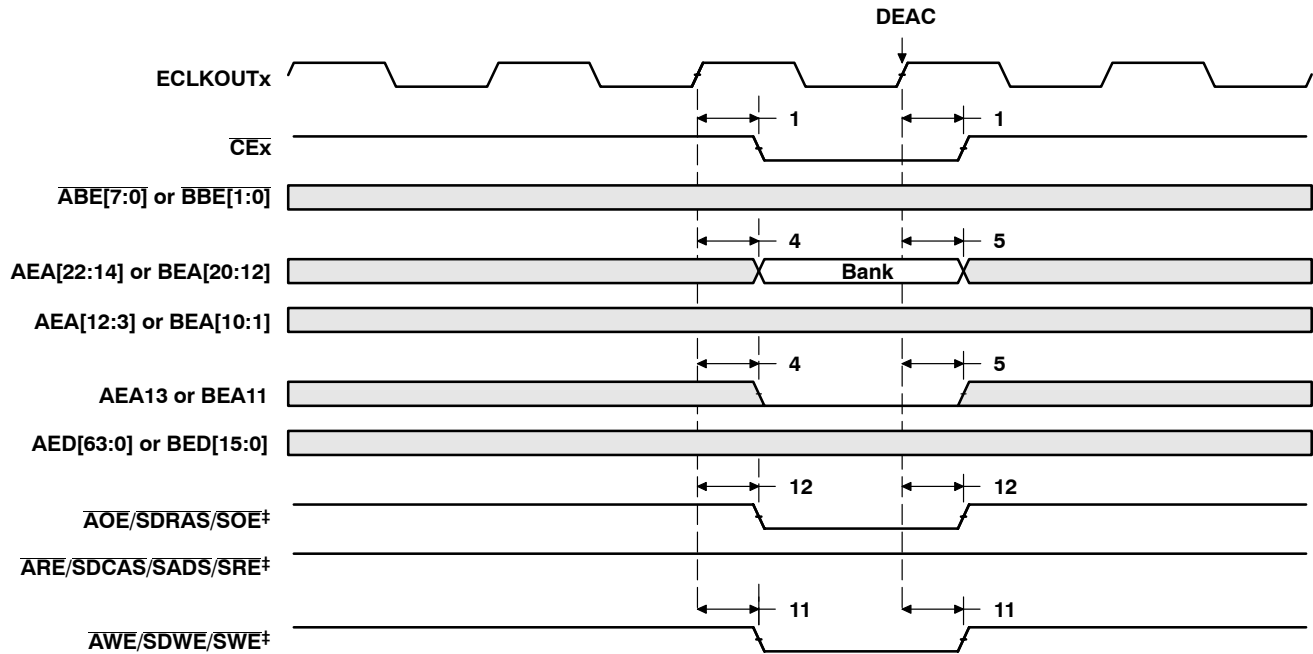 DEAC
ECLKOUTx
1 1
CEx
ABE[7:0] or BBE[1:0]
4 5
AEA[22:14] or BEA[20:12] Bank
AEA[12:3] or BEA[10:1]
4 5
AEA13 or BEA11
AED[63:0] or BED[15:0]
12 12
AOE/SDRAS/SOE‡
ARE/SDCAS/SADS/SRE‡
11 11
AWE/SDWE/SWE‡